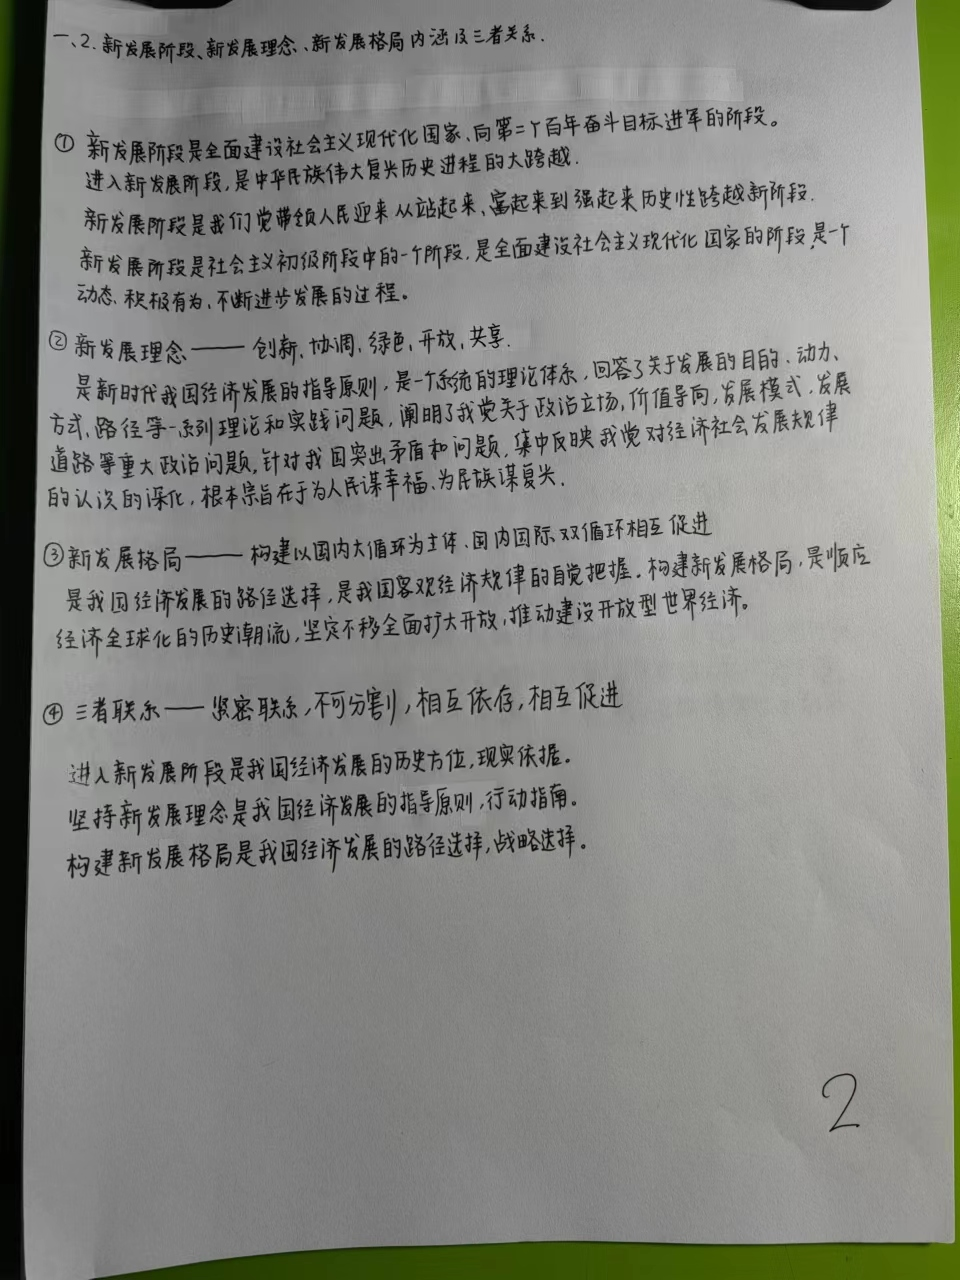 一、2. 新发展阶段、新发展理念、新发展格局内涵及三者关系.
① 新发展阶段是全面建设社会主义现代化国家、向第二个百年奋斗目标进军的阶段。
进入新发展阶段,是中华民族伟大复兴历史进程的大跨越.
新发展阶段是我们党带领人民迎来从站起来、富起来到强起来历史性跨越新阶段.
新发展阶段是社会主义初级阶段中的一个阶段,是全面建设社会主义现代化国家的阶段是一个
动态、积极有为、不断进步发展的过程。
② 新发展理念——创新、协调、绿色、开放、共享.
是新时代我国经济发展的指导原则,是一个系统的理论体系,回答了关于发展的目的、动力、
方式、路径等一系列理论和实践问题,阐明了我党关于政治立场,价值导向,发展模式,发展
道路等重大政治问题,针对我国突出矛盾和问题,集中反映我党对经济社会发展规律
的认识的深化,根本宗旨在于为人民谋幸福、为民族谋复兴.
③ 新发展格局——构建以国内大循环为主体、国内国际双循环相互促进
是我国经济发展的路径选择,是我国客观经济规律的自觉把握.构建新发展格局,是顺应
经济全球化的历史潮流,坚定不移全面扩大开放,推动建设开放型世界经济。
④ 三者联系——紧密联系,不可分割,相互依存,相互促进
进入新发展阶段是我国经济发展的历史方位,现实依据。
坚持新发展理念是我国经济发展的指导原则,行动指南。
构建新发展格局是我国经济发展的路径选择,战略选择。
2